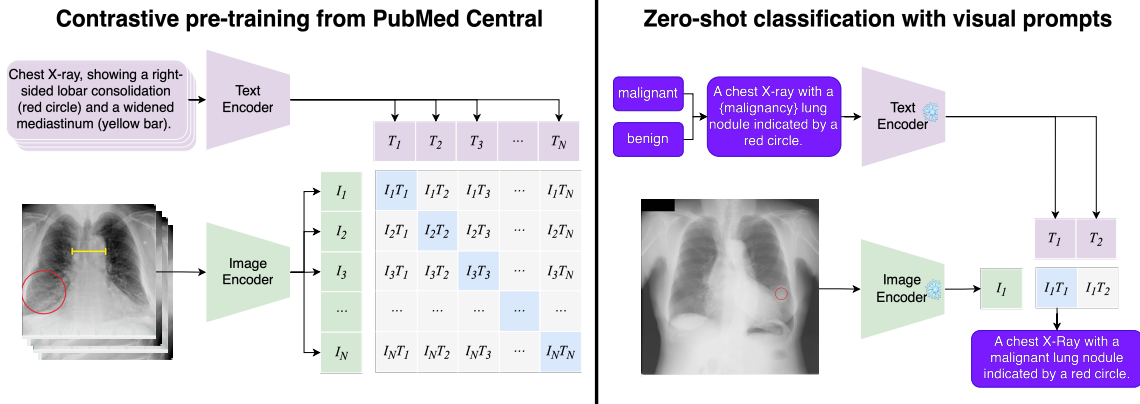 Contrastive pre-training from PubMed Central
Chest X-ray, showing a right-
sided lobar consolidation
(red circle) and a widened
mediastinum (yellow bar).
Text
Encoder
T1 T2 T3 ... TN
Image
Encoder
I1
I2
I3
...
IN
I1T1 I1T2 I1T3 ... I1TN
I2T1 I2T2 I2T3 ... I2TN
I3T1 I3T2 I3T3 ... I3TN
... ... ... ... ...
INT1 INT2 INT3 ... INTN
Zero-shot classification with visual prompts
malignant
benign
A chest X-ray with a
{malignancy} lung
nodule indicated by a
red circle.
Text
Encoder
T1 T2
Image
Encoder
I1
I1T1 I1T2
A chest X-Ray with a
malignant lung nodule
indicated by a red circle.